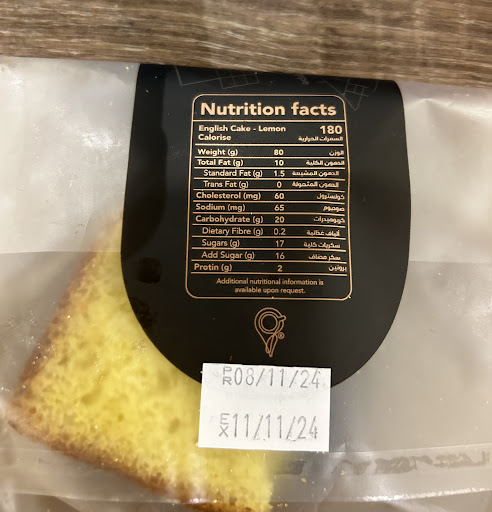 Nutrition facts
English Cake - Lemon 180
Calorise السعرات الحرارية
Weight (g) 80 الوزن
Total Fat (g) 10 الدهون الكلية
Standard Fat (g) 1.5 الدهون المشبعة
Trans Fat (g) 0 الدهون المتحولة
Cholesterol (mg) 60 كوليسترول
Sodium (mg) 65 صوديوم
Carbohydrate (g) 20 كربوهيدرات
Dietary Fibre (g) 0.2 ألياف غذائية
Sugars (g) 17 سكريات كلية
Add Sugar (g) 16 سكر مضاف
Protin (g) 2 بروتين
Additional nutritional information is
available upon request.
®
PR 08/11/24
EX 11/11/24